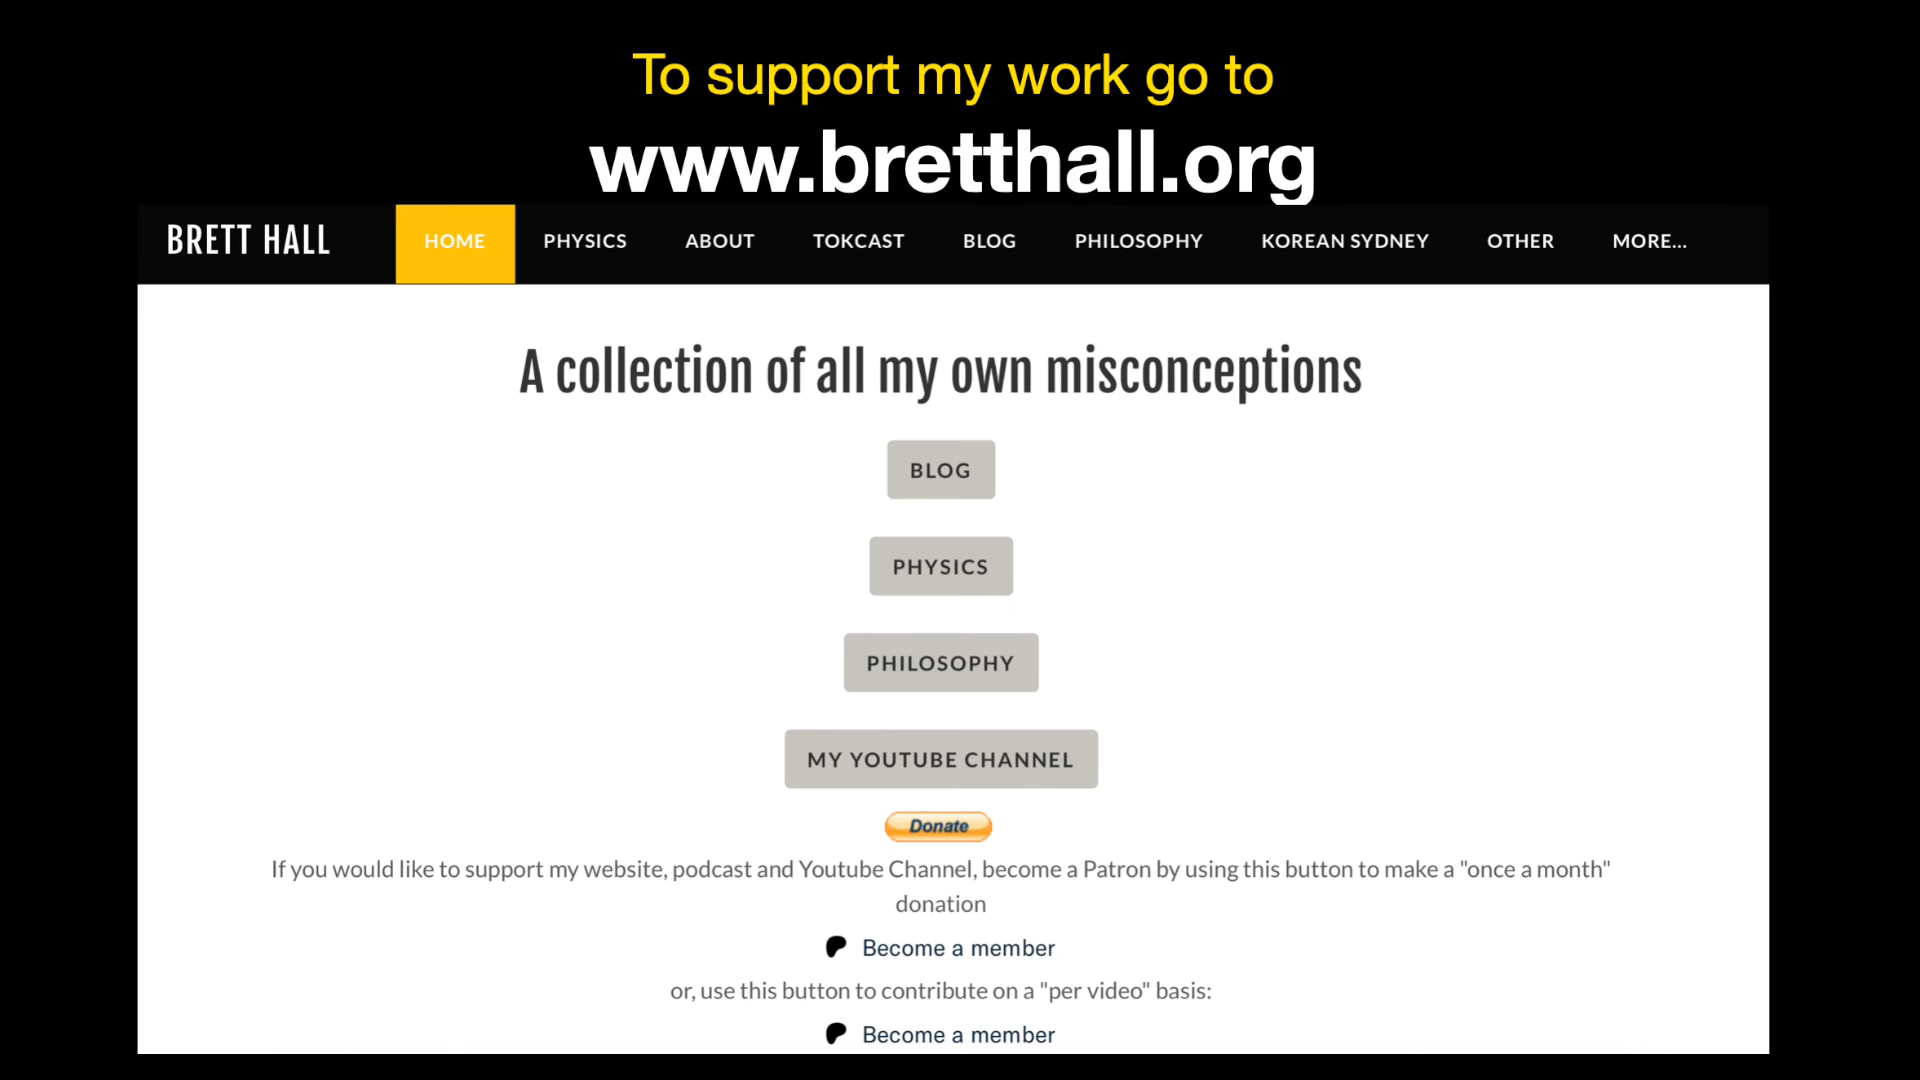 To support my work go to
www.bretthall.org
BRETT HALL HOME PHYSICS ABOUT TOKCAST BLOG PHILOSOPHY KOREAN SYDNEY OTHER MORE...
A collection of all my own misconceptions
BLOG
PHYSICS
PHILOSOPHY
MY YOUTUBE CHANNEL
Donate
If you would like to support my website, podcast and Youtube Channel, become a Patron by using this button to make a "once a month"
donation
Become a member
or, use this button to contribute on a "per video" basis:
Become a member